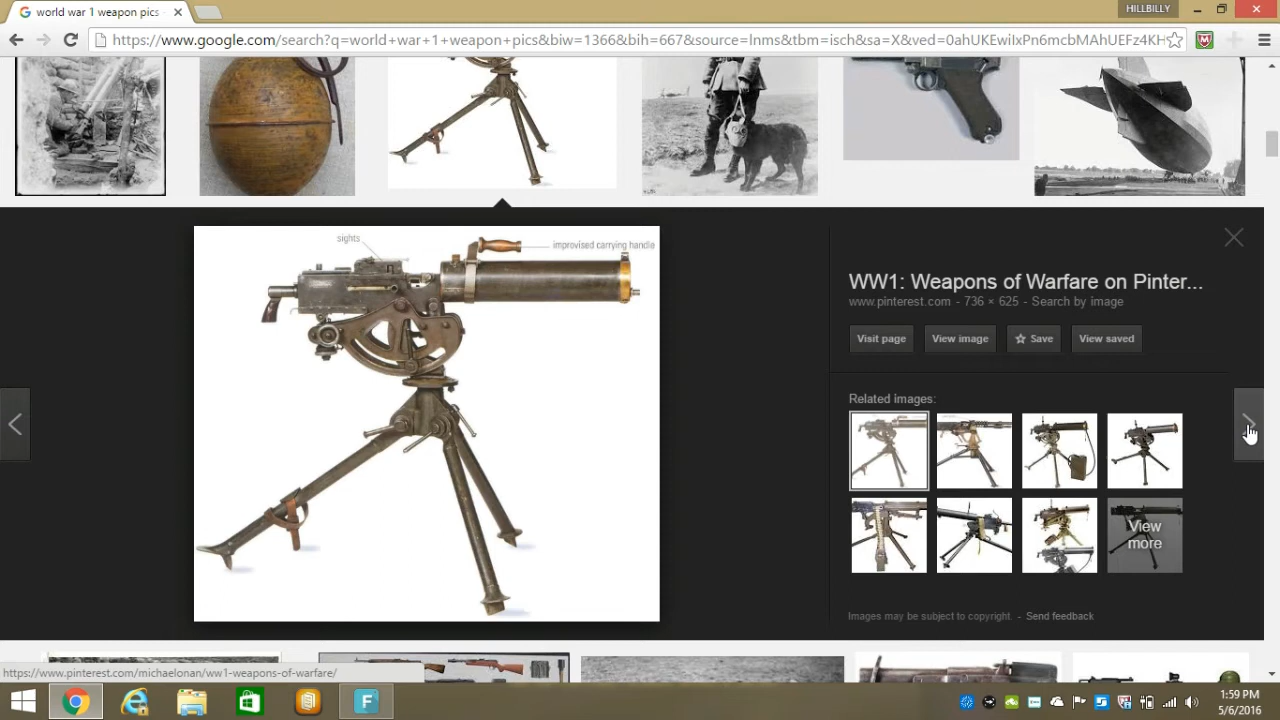 world war 1 weapon pics -
HILLBILLY
https://www.google.com/search?q=world+war+1+weapon+pics&biw=1366&bih=667&source=lnms&tbm=isch&sa=X&ved=
sights
improvised carrying handle
WW1: Weapons of Warfare on Pinter...
www.pinterest.com - 736 × 625 - Search by image
Visit page
View image
Save
View saved
Related images:
View
more
Images may be subject to copyright. - Send feedback
https://www.pinterest.com/michaelonan/ww1-weapons-of-warfare/
F
1:59 PM
5/6/2016